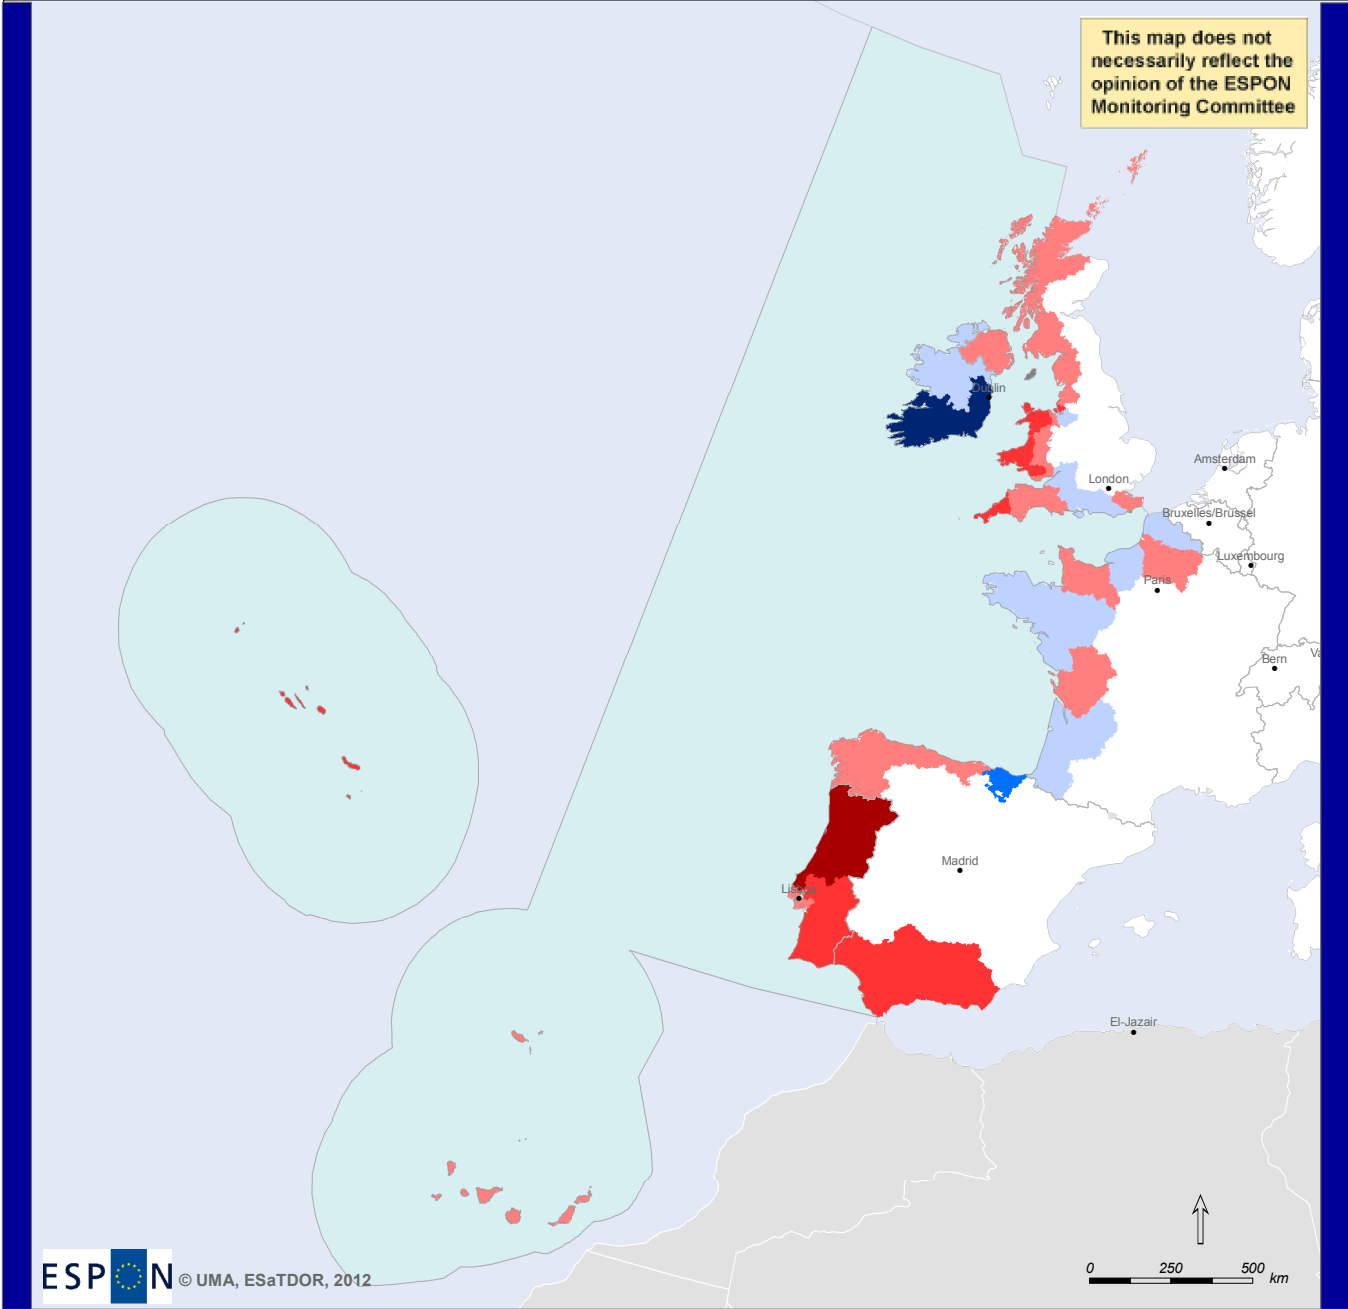 This map does not
necessarily reflect the
opinion of the ESPON
Monitoring Committee
Dublin
Amsterdam
London
Bruxelles/Brussel
Luxembourg
Paris
Bern
Va
Madrid
Lisboa
El-Jazair
0 250 500 km
ESPON © UMA, ESaTDOR, 2012